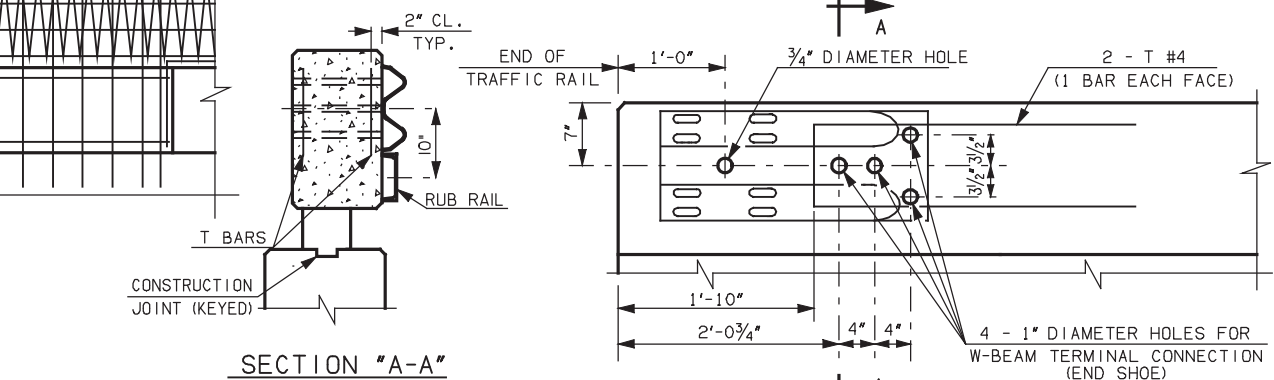 2" CL.
TYP.
10"
RUB RAIL
T BARS
CONSTRUCTION
JOINT (KEYED)
SECTION "A-A"
A
END OF
TRAFFIC RAIL
1'-0"
3/4" DIAMETER HOLE
2 - T #4
(1 BAR EACH FACE)
7"
3 1/2"
3 1/2"
1'-10"
2'-0 3/4"
4"
4"
4 - 1" DIAMETER HOLES FOR
W-BEAM TERMINAL CONNECTION
(END SHOE)